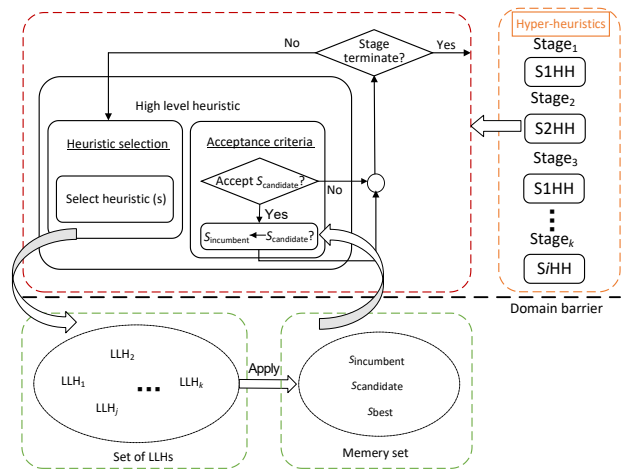 Hyper-heuristics
Stage1
S1HH
Stage2
S2HH
Stage3
S1HH
Stagek
SiHH
No
Stage
terminate?
Yes
High level heuristic
Heuristic selection
Select heuristic (s)
Acceptance criteria
Accept Scandidate?
No
Yes
Sincumbent Scandidate?
Domain barrier
LLH2
LLH1
...
LLHk
LLHj
Set of LLHs
Apply
Sincumbent
Scandidate
Sbest
Memory set